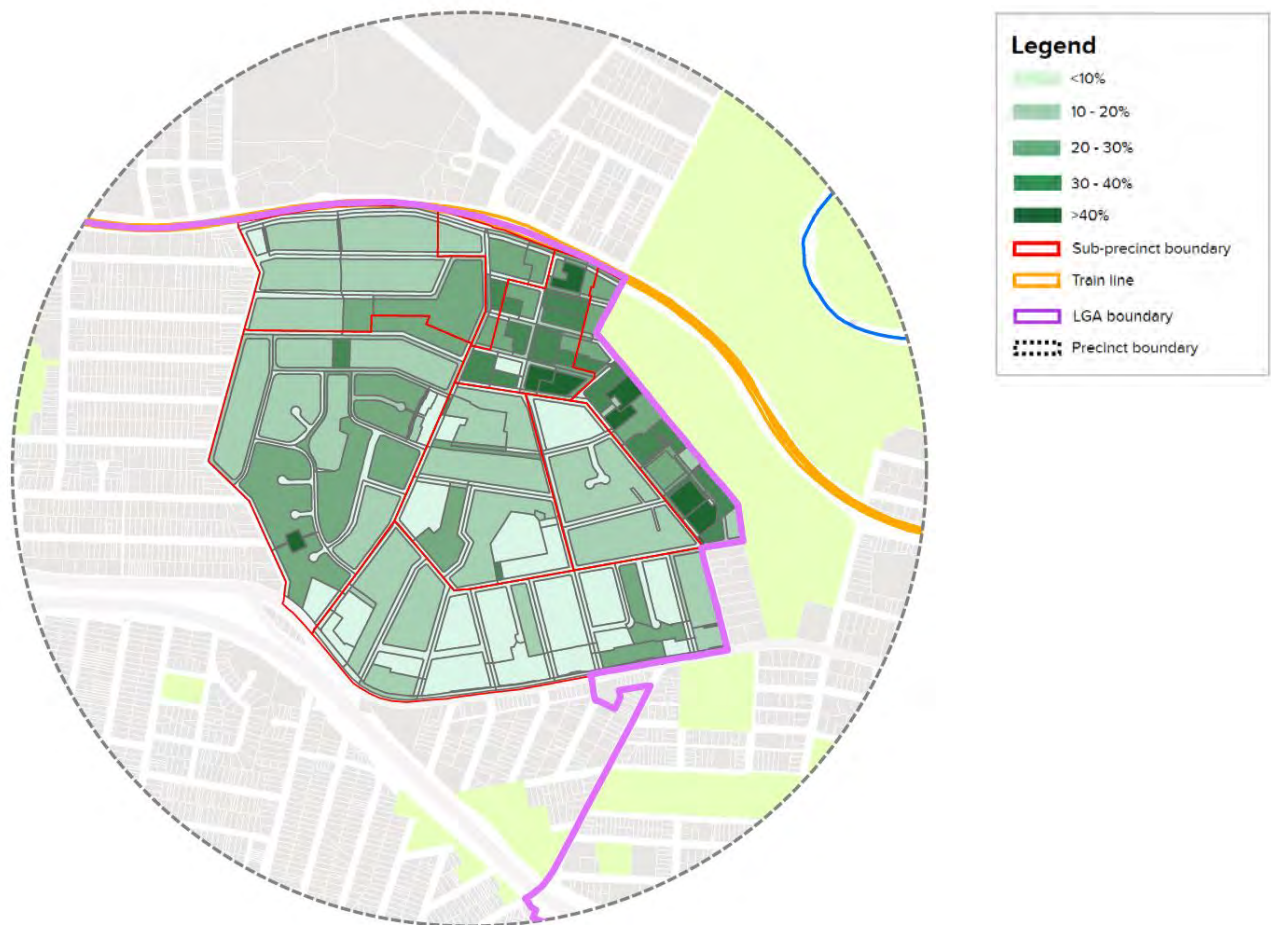 Legend
<10%
10 - 20%
20 - 30%
30 - 40%
>40%
Sub-precinct boundary
Train line
LGA boundary
Precinct boundary